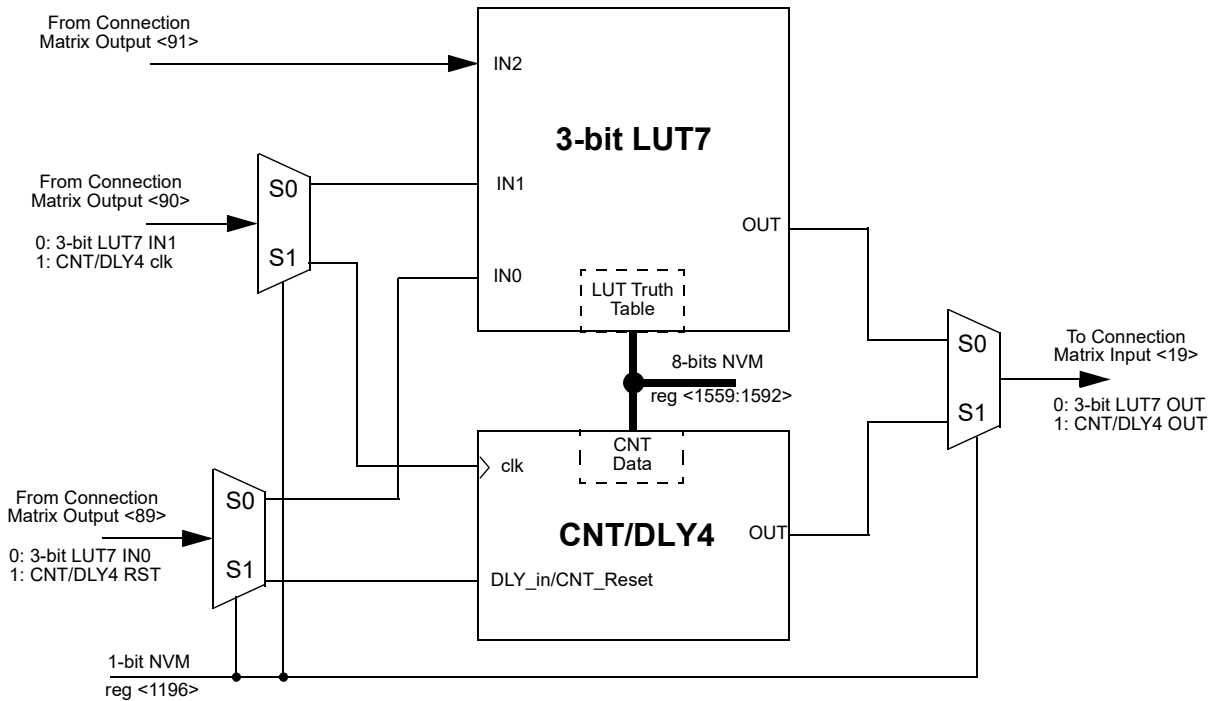 From Connection
Matrix Output <91>
IN2
3-bit LUT7
From Connection
Matrix Output <90>
S0
IN1
0: 3-bit LUT7 IN1
1: CNT/DLY4 clk
S1
OUT
IN0
LUT Truth
Table
S0
To Connection
Matrix Input <19>
8-bits NVM
reg <1559:1592>
S1
0: 3-bit LUT7 OUT
1: CNT/DLY4 OUT
CNT
Data
clk
From Connection
Matrix Output <89>
S0
CNT/DLY4
OUT
0: 3-bit LUT7 IN0
1: CNT/DLY4 RST
S1
DLY_in/CNT_Reset
1-bit NVM
reg <1196>